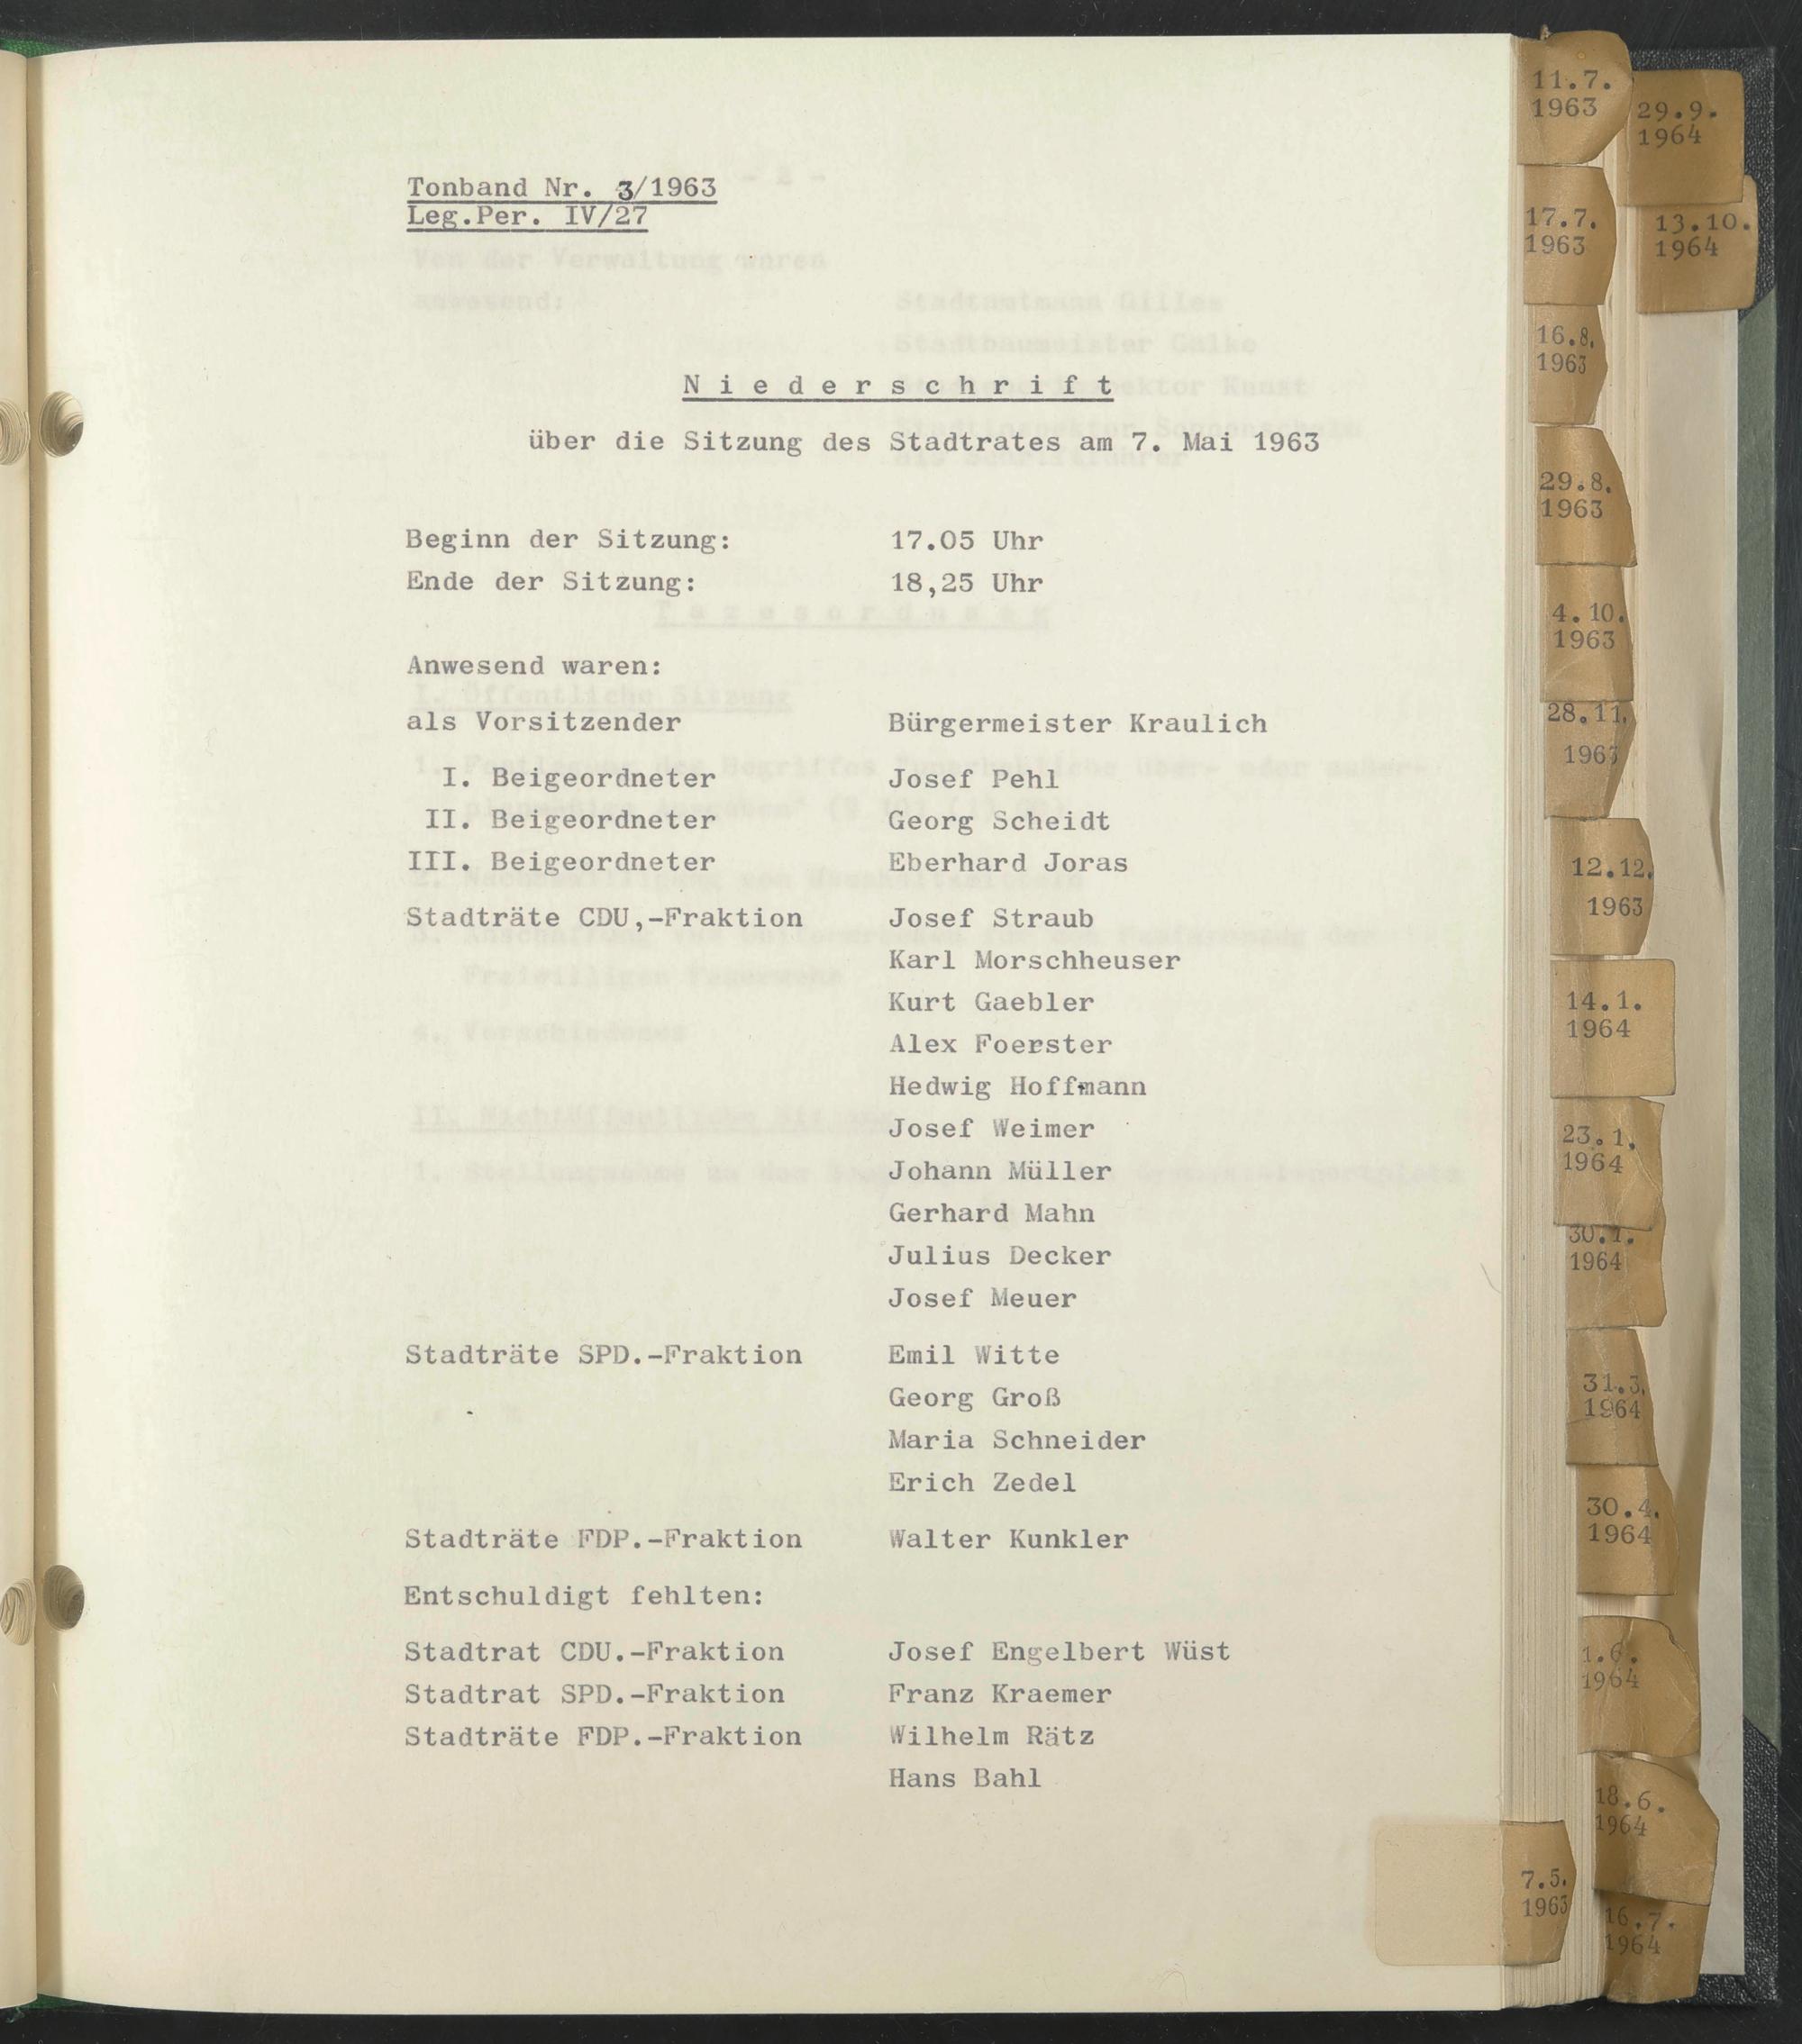 Tonband Nr. 3/1963
Leg.Per. IV/27
Niederschrift
über die Sitzung des Stadtrates am 7. Mai 1963
Beginn der Sitzung: 17.05 Uhr
Ende der Sitzung: 18,25 Uhr
Anwesend waren:
als Vorsitzender Bürgermeister Kraulich
I. Beigeordneter Josef Pehl
II. Beigeordneter Georg Scheidt
III. Beigeordneter Eberhard Joras
Stadträte CDU,-Fraktion Josef Straub
Karl Morschheuser
Kurt Gaebler
Alex Foerster
Hedwig Hoffmann
Josef Weimer
Johann Müller
Gerhard Mahn
Julius Decker
Josef Meuer
Stadträte SPD.-Fraktion Emil Witte
Georg Groß
Maria Schneider
Erich Zedel
Stadträte FDP.-Fraktion Walter Kunkler
Entschuldigt fehlten:
Stadtrat CDU.-Fraktion Josef Engelbert Wüst
Stadtrat SPD.-Fraktion Franz Kraemer
Stadträte FDP.-Fraktion Wilhelm Rätz
Hans Bahl
7.5.
1963
11.7.
1963
17.7.
1963
16.8.
1963
29.8.
1963
4.10.
1963
28.11.
1963
12.12.
1963
14.1.
1964
23.1.
1964
30.1.
1964
31.3.
1964
30.4.
1964
1.6.
1964
18.6.
1964
16.7.
1964
29.9.
1964
13.10.
1964